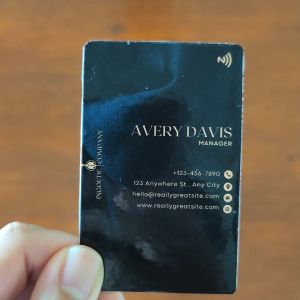 AVERY DAVIS
MANAGER
+123-456-7890
123 Anywhere St., Any City
hello@reallygreatsite.com
www.reallygreatsite.com
INGOUDE COMPANY